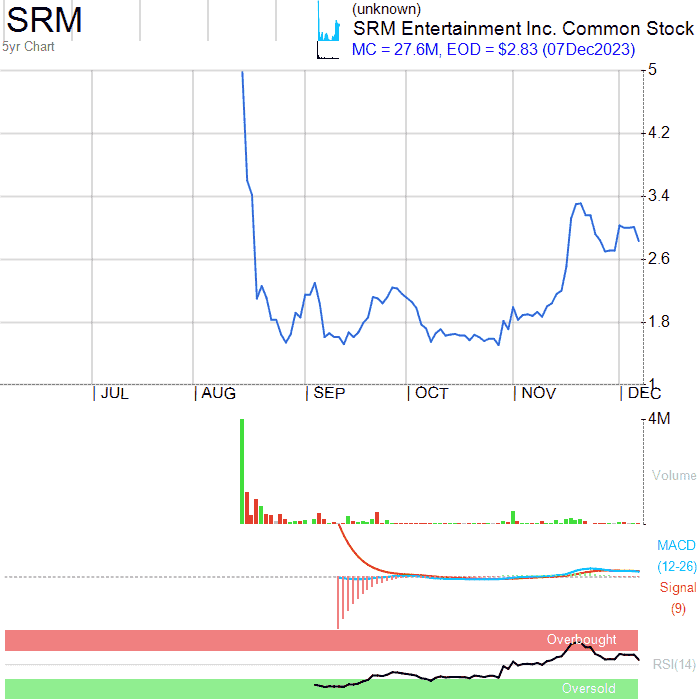 SRM
5yr Chart
(unknown)
SRM Entertainment Inc. Common Stock
MC = 27.6M, EOD = $2.83 (07Dec2023)
5
4.2
3.4
2.6
1.8
1
JUL AUG SEP OCT NOV DEC
4M
Volume
MACD
(12-26)
Signal
(9)
Overbought
RSI(14)
Oversold